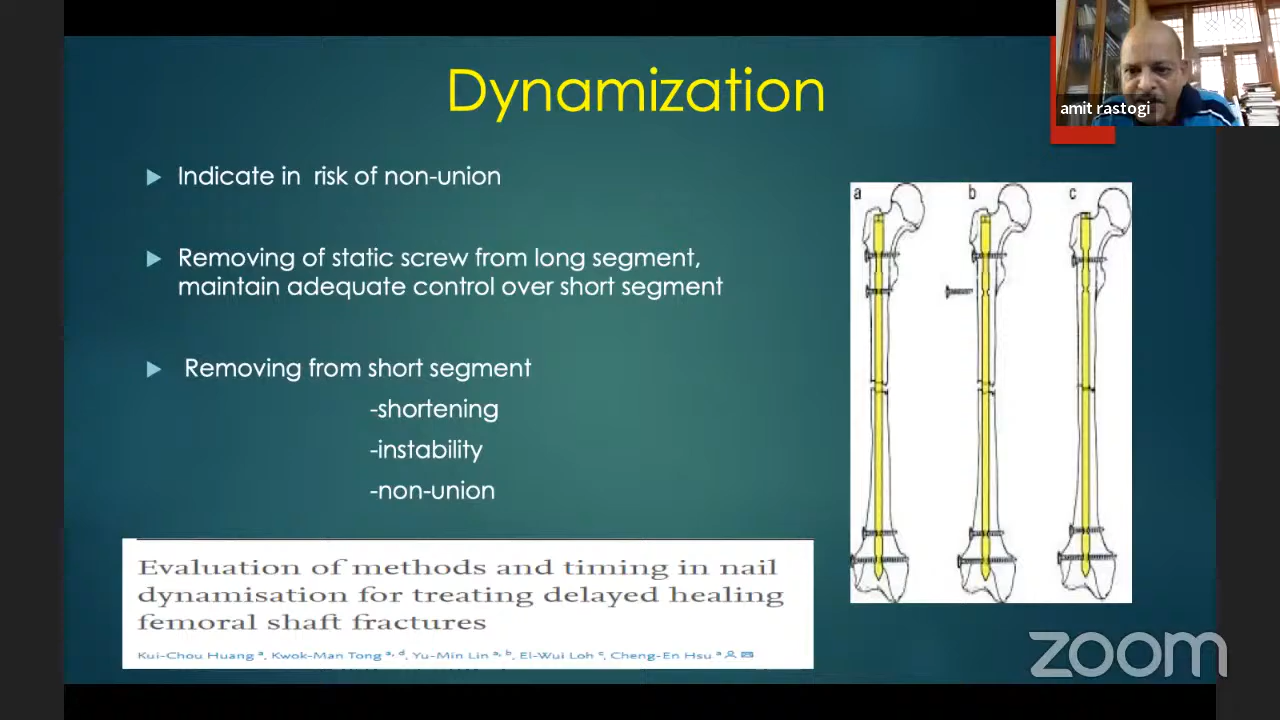 Dynamization
amit rastogi
Indicate in risk of non-union
Removing of static screw from long segment,
maintain adequate control over short segment
Removing from short segment
-shortening
-instability
-non-union
a b c
Evaluation of methods and timing in nail
dynamisation for treating delayed healing
femoral shaft fractures
Kui-Chou Huang a, Kwok-Man Tong a, d, Yu-Min Lin a, b, El-Wui Loh c, Cheng-En Hsu a
zoom